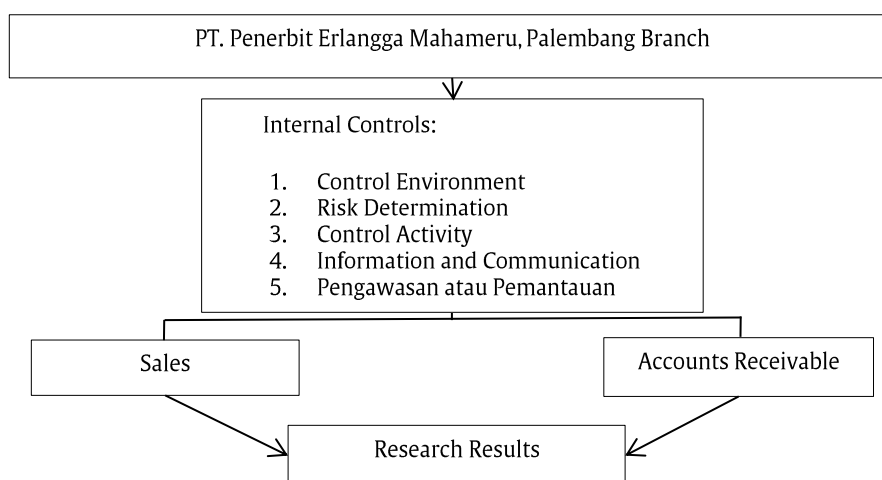 PT. Penerbit Erlangga Mahameru, Palembang Branch
Internal Controls:
1. Control Environment
2. Risk Determination
3. Control Activity
4. Information and Communication
5. Pengawasan atau Pemantauan
Sales
Accounts Receivable
Research Results